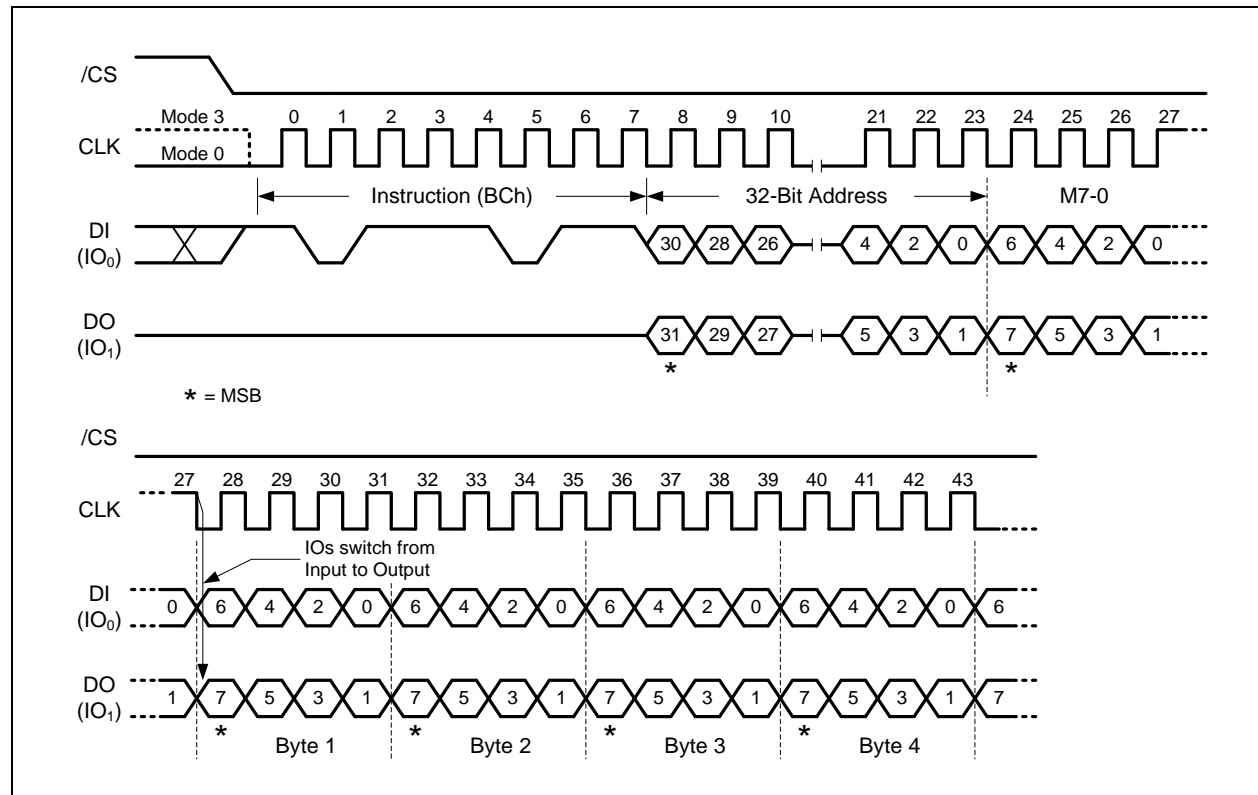 /CS
Mode 3
0 1 2 3 4 5 6 7 8 9 10 21 22 23 24 25 26 27
CLK
Mode 0
Instruction (BCh) 32-Bit Address M7-0
DI
(IO₀)
30 28 26 4 2 0 6 4 2 0
DO
(IO₁)
31 29 27 5 3 1 7 5 3 1
* *
* = MSB
/CS
27 28 29 30 31 32 33 34 35 36 37 38 39 40 41 42 43
CLK
IOs switch from
Input to Output
DI
(IO₀)
0 6 4 2 0 6 4 2 0 6 4 2 0 6 4 2 0 6
DO
(IO₁)
1 7 5 3 1 7 5 3 1 7 5 3 1 7 5 3 1 7
* Byte 1 * Byte 2 * Byte 3 * Byte 4